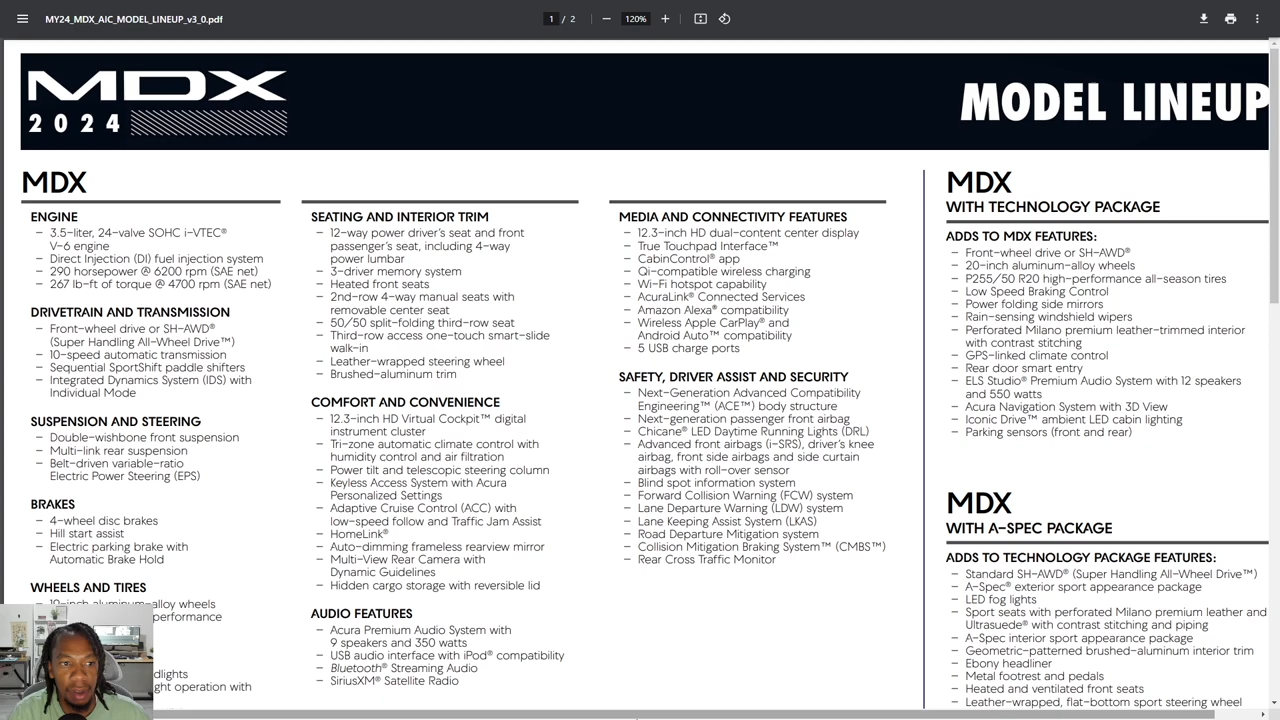 MY24_MDX_AIC_MODEL_LINEUP_v3_0.pdf
1 / 2
120%
MDX
2024
MODEL LINEUP
MDX
ENGINE
– 3.5-liter, 24-valve SOHC i-VTEC®
V-6 engine
– Direct Injection (DI) fuel injection system
– 290 horsepower @ 6200 rpm (SAE net)
– 267 lb-ft of torque @ 4700 rpm (SAE net)
DRIVETRAIN AND TRANSMISSION
– Front-wheel drive or SH-AWD®
(Super Handling All-Wheel Drive™)
– 10-speed automatic transmission
– Sequential SportShift paddle shifters
– Integrated Dynamics System (IDS) with
Individual Mode
SUSPENSION AND STEERING
– Double-wishbone front suspension
– Multi-link rear suspension
– Belt-driven variable-ratio
Electric Power Steering (EPS)
BRAKES
– 4-wheel disc brakes
– Hill start assist
– Electric parking brake with
Automatic Brake Hold
WHEELS AND TIRES
aluminum-alloy wheels
performance
dlights
ght operation with
SEATING AND INTERIOR TRIM
– 12-way power driver's seat and front
passenger's seat, including 4-way
power lumbar
– 3-driver memory system
– Heated front seats
– 2nd-row 4-way manual seats with
removable center seat
– 50/50 split-folding third-row seat
– Third-row access one-touch smart-slide
walk-in
– Leather-wrapped steering wheel
– Brushed-aluminum trim
COMFORT AND CONVENIENCE
– 12.3-inch HD Virtual Cockpit™ digital
instrument cluster
– Tri-zone automatic climate control with
humidity control and air filtration
– Power tilt and telescopic steering column
– Keyless Access System with Acura
Personalized Settings
– Adaptive Cruise Control (ACC) with
low-speed follow and Traffic Jam Assist
– HomeLink®
– Auto-dimming frameless rearview mirror
– Multi-View Rear Camera with
Dynamic Guidelines
– Hidden cargo storage with reversible lid
AUDIO FEATURES
– Acura Premium Audio System with
9 speakers and 350 watts
– USB audio interface with iPod® compatibility
– Bluetooth® Streaming Audio
– SiriusXM® Satellite Radio
MEDIA AND CONNECTIVITY FEATURES
– 12.3-inch HD dual-content center display
– True Touchpad Interface™
– CabinControl® app
– Qi-compatible wireless charging
– Wi-Fi hotspot capability
– AcuraLink® Connected Services
– Amazon Alexa® compatibility
– Wireless Apple CarPlay® and
Android Auto™ compatibility
– 5 USB charge ports
SAFETY, DRIVER ASSIST AND SECURITY
– Next-Generation Advanced Compatibility
Engineering™ (ACE™) body structure
– Next-generation passenger front airbag
– Chicane® LED Daytime Running Lights (DRL)
– Advanced front airbags (i-SRS), driver's knee
airbag, front side airbags and side curtain
airbags with roll-over sensor
– Blind spot information system
– Forward Collision Warning (FCW) system
– Lane Departure Warning (LDW) system
– Lane Keeping Assist System (LKAS)
– Road Departure Mitigation system
– Collision Mitigation Braking System™ (CMBS™)
– Rear Cross Traffic Monitor
MDX
WITH TECHNOLOGY PACKAGE
ADDS TO MDX FEATURES:
– Front-wheel drive or SH-AWD®
– 20-inch aluminum-alloy wheels
– P255/50 R20 high-performance all-season tires
– Low Speed Braking Control
– Power folding side mirrors
– Rain-sensing windshield wipers
– Perforated Milano premium leather-trimmed interior
with contrast stitching
– GPS-linked climate control
– Rear door smart entry
– ELS Studio® Premium Audio System with 12 speakers
and 550 watts
– Acura Navigation System with 3D View
– Iconic Drive™ ambient LED cabin lighting
– Parking sensors (front and rear)
MDX
WITH A-SPEC PACKAGE
ADDS TO TECHNOLOGY PACKAGE FEATURES:
– Standard SH-AWD® (Super Handling All-Wheel Drive™)
– A-Spec® exterior sport appearance package
– LED fog lights
– Sport seats with perforated Milano premium leather and
Ultrasuede® with contrast stitching and piping
– A-Spec interior sport appearance package
– Geometric-patterned brushed-aluminum interior trim
– Ebony headliner
– Metal footrest and pedals
– Heated and ventilated front seats
– Leather-wrapped, flat-bottom sport steering wheel